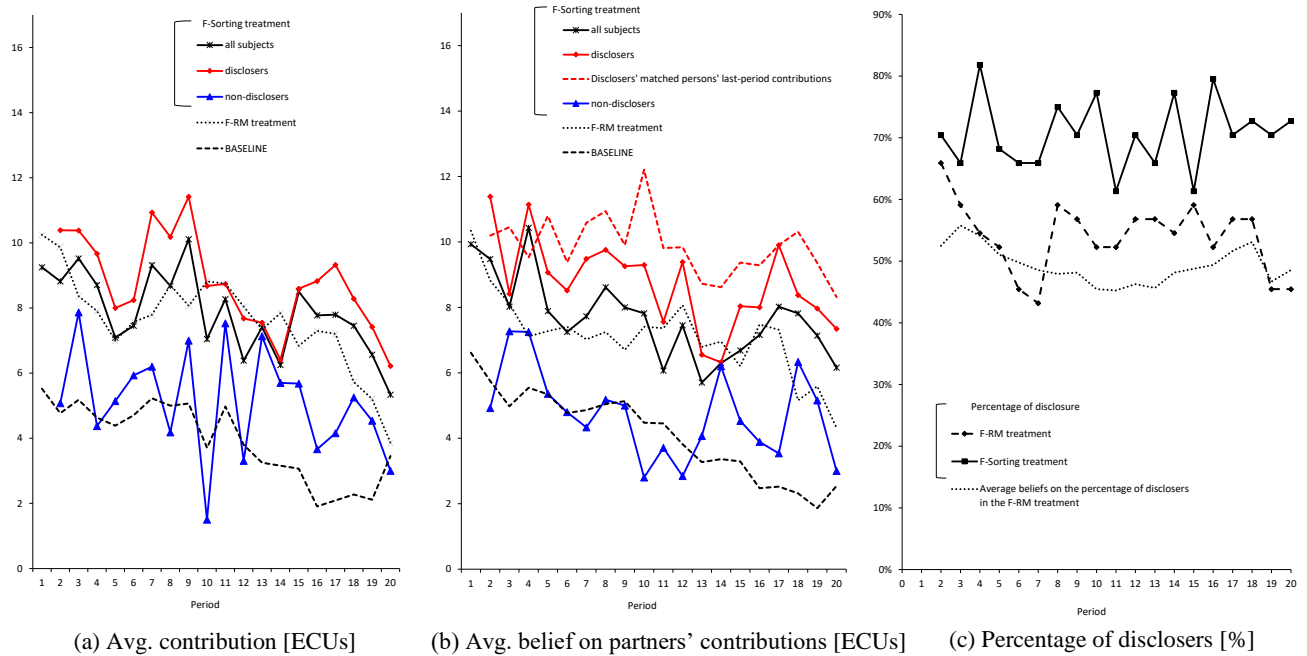 F-Sorting treatment
all subjects
disclosers
non-disclosers
F-RM treatment
BASELINE
16
14
12
10
8
6
4
2
0
1 2 3 4 5 6 7 8 9 10 11 12 13 14 15 16 17 18 19 20
Period
(a) Avg. contribution [ECUs]
F-Sorting treatment
all subjects
disclosers
Disclosers' matched persons' last-period contributions
non-disclosers
F-RM treatment
BASELINE
16
14
12
10
8
6
4
2
0
1 2 3 4 5 6 7 8 9 10 11 12 13 14 15 16 17 18 19 20
Period
(b) Avg. belief on partners’ contributions [ECUs]
90%
80%
70%
60%
50%
40%
30%
20%
10%
0%
Percentage of disclosure
F-RM treatment
F-Sorting treatment
Average beliefs on the percentage of disclosers
in the F-RM treatment
0 1 2 3 4 5 6 7 8 9 10 11 12 13 14 15 16 17 18 19 20
Period
(c) Percentage of disclosers [%]